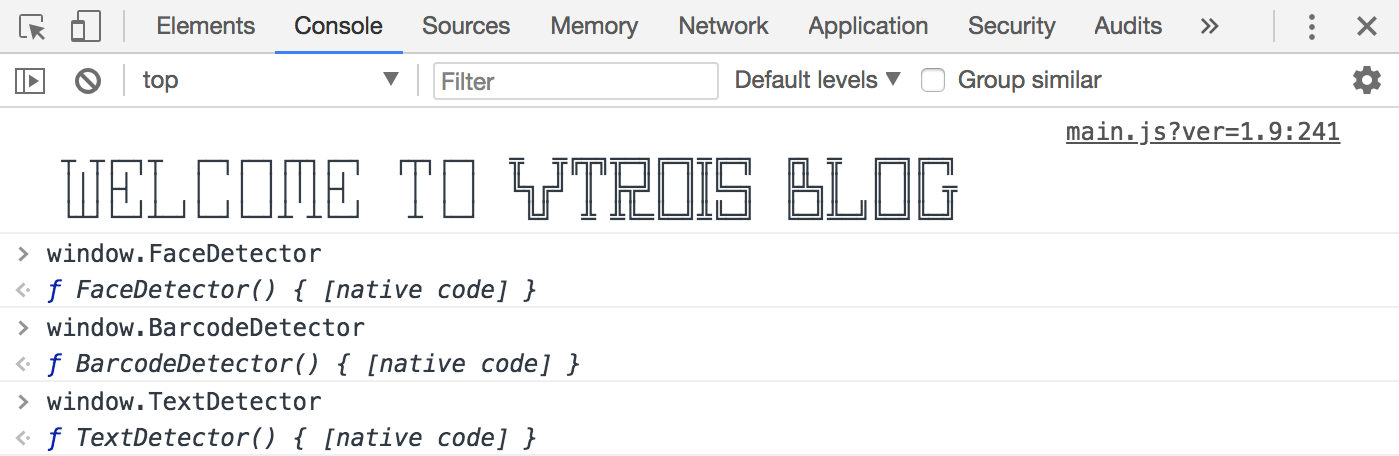 Elements Console Sources Memory Network Application Security Audits »
top ▼ Filter Default levels ▼ Group similar
main.js?ver=1.9:241
WELCOME TO VTROIS BLOG
> window.FaceDetector
<· ƒ FaceDetector() { [native code] }
> window.BarcodeDetector
<· ƒ BarcodeDetector() { [native code] }
> window.TextDetector
<· ƒ TextDetector() { [native code] }